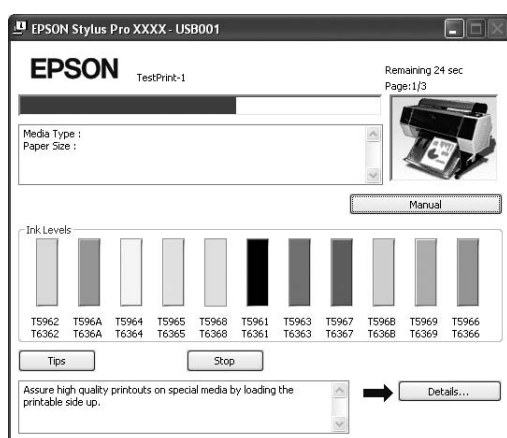 EPSON Stylus Pro XXXX - USB001
EPSON
TestPrint-1
Remaining 24 sec
Page:1/3
Media Type :
Paper Size :
Manual
Ink Levels
T5962 T596A T5964 T5965 T5968 T5961 T5963 T5967 T596B T5969 T5966
T6362 T636A T6364 T6365 T6368 T6361 T6363 T6367 T636B T6369 T6366
Tips
Stop
Assure high quality printouts on special media by loading the
printable side up.
Details...